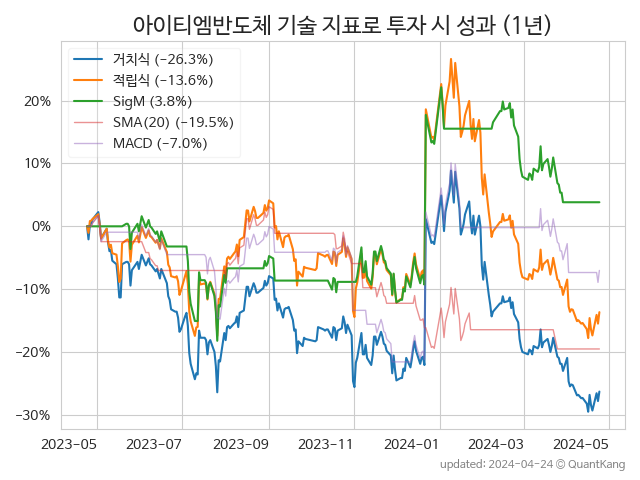 아이티엠반도체 기술 지표로 투자 시 성과 (1년)
거치식 (−26.3%)
적립식 (−13.6%)
SigM (3.8%)
SMA(20) (−19.5%)
MACD (−7.0%)
20%
10%
0%
−10%
−20%
−30%
2023-05 2023-07 2023-09 2023-11 2024-01 2024-03 2024-05
updated: 2024-04-24 © QuantKang